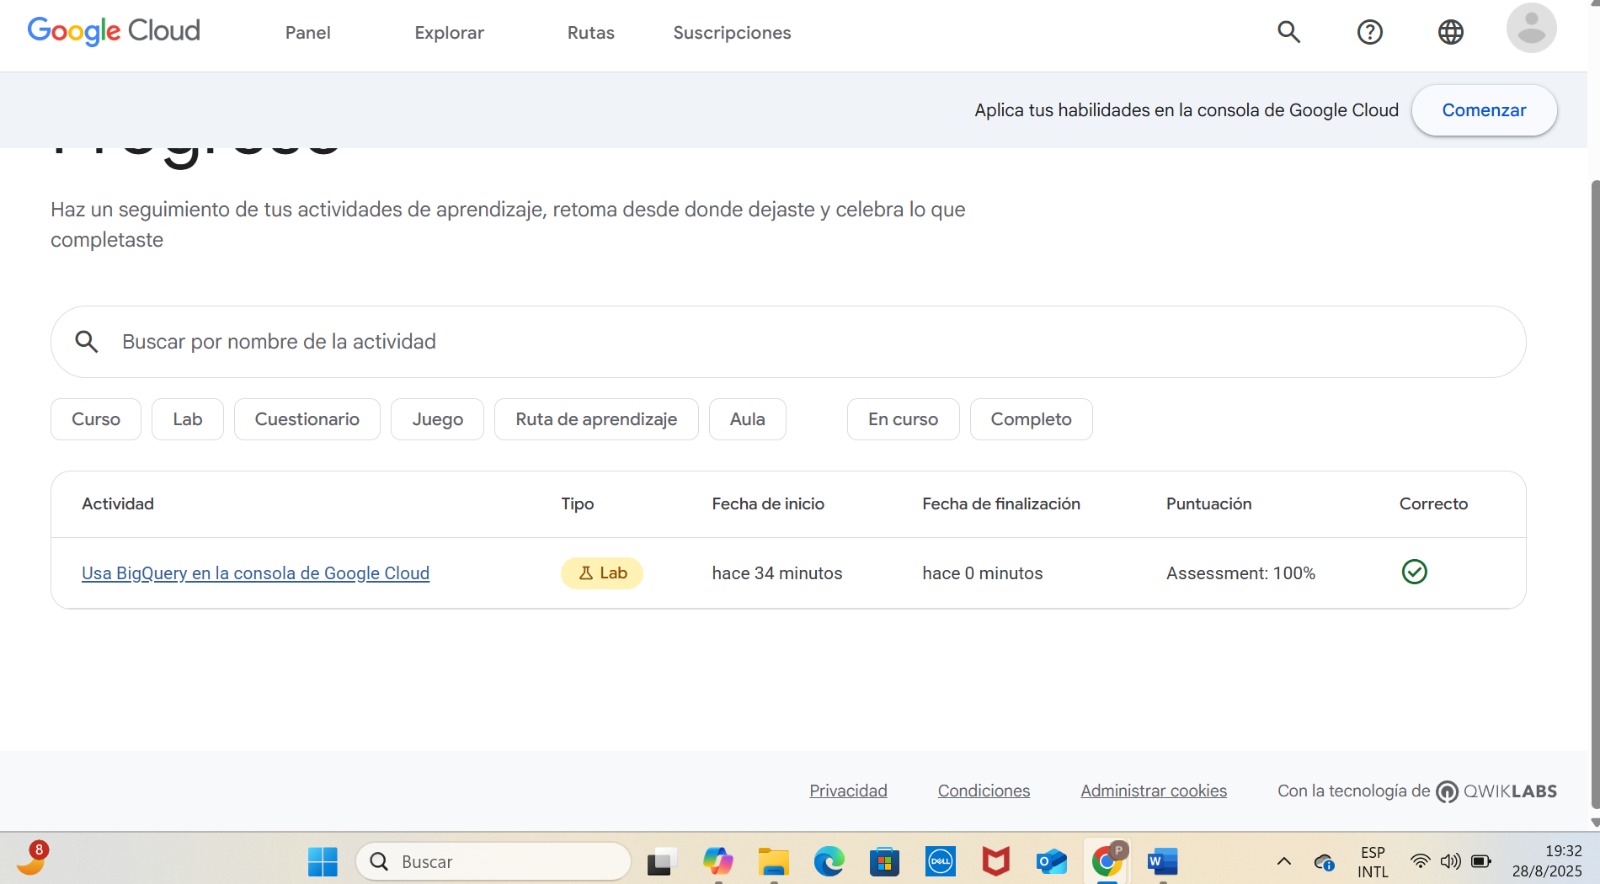 Google Cloud
Panel
Explorar
Rutas
Suscripciones
Aplica tus habilidades en la consola de Google Cloud
Comenzar
Progreso
Haz un seguimiento de tus actividades de aprendizaje, retoma desde donde dejaste y celebra lo que
completaste
Buscar por nombre de la actividad
Curso
Lab
Cuestionario
Juego
Ruta de aprendizaje
Aula
En curso
Completo
Actividad Tipo Fecha de inicio Fecha de finalización Puntuación Correcto
Usa BigQuery en la consola de Google Cloud Lab hace 34 minutos hace 0 minutos Assessment: 100%
Privacidad
Condiciones
Administrar cookies
Con la tecnología de QWIKLABS
8
Buscar
DELL
O
P
W
ESP
INTL
19:32
28/8/2025